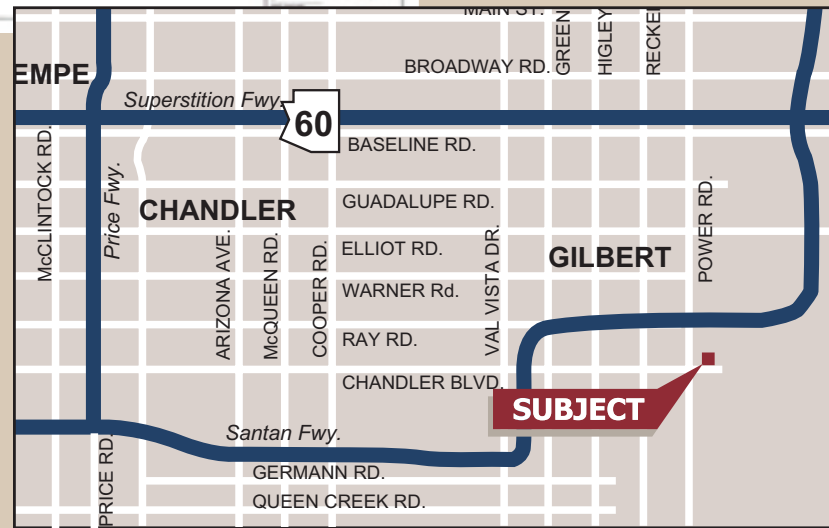 MAIN ST.
BROADWAY RD.
GREEN
HIGLEY
RECKE
EMPE
Superstition Fwy.
60
BASELINE RD.
McCLINTOCK RD.
Price Fwy.
CHANDLER
GUADALUPE RD.
POWER RD.
ARIZONA AVE.
McQUEEN RD.
COOPER RD.
ELLIOT RD.
VAL VISTA DR.
GILBERT
WARNER Rd.
RAY RD.
CHANDLER BLVD.
SUBJECT
Santan Fwy.
PRICE RD.
GERMANN RD.
QUEEN CREEK RD.